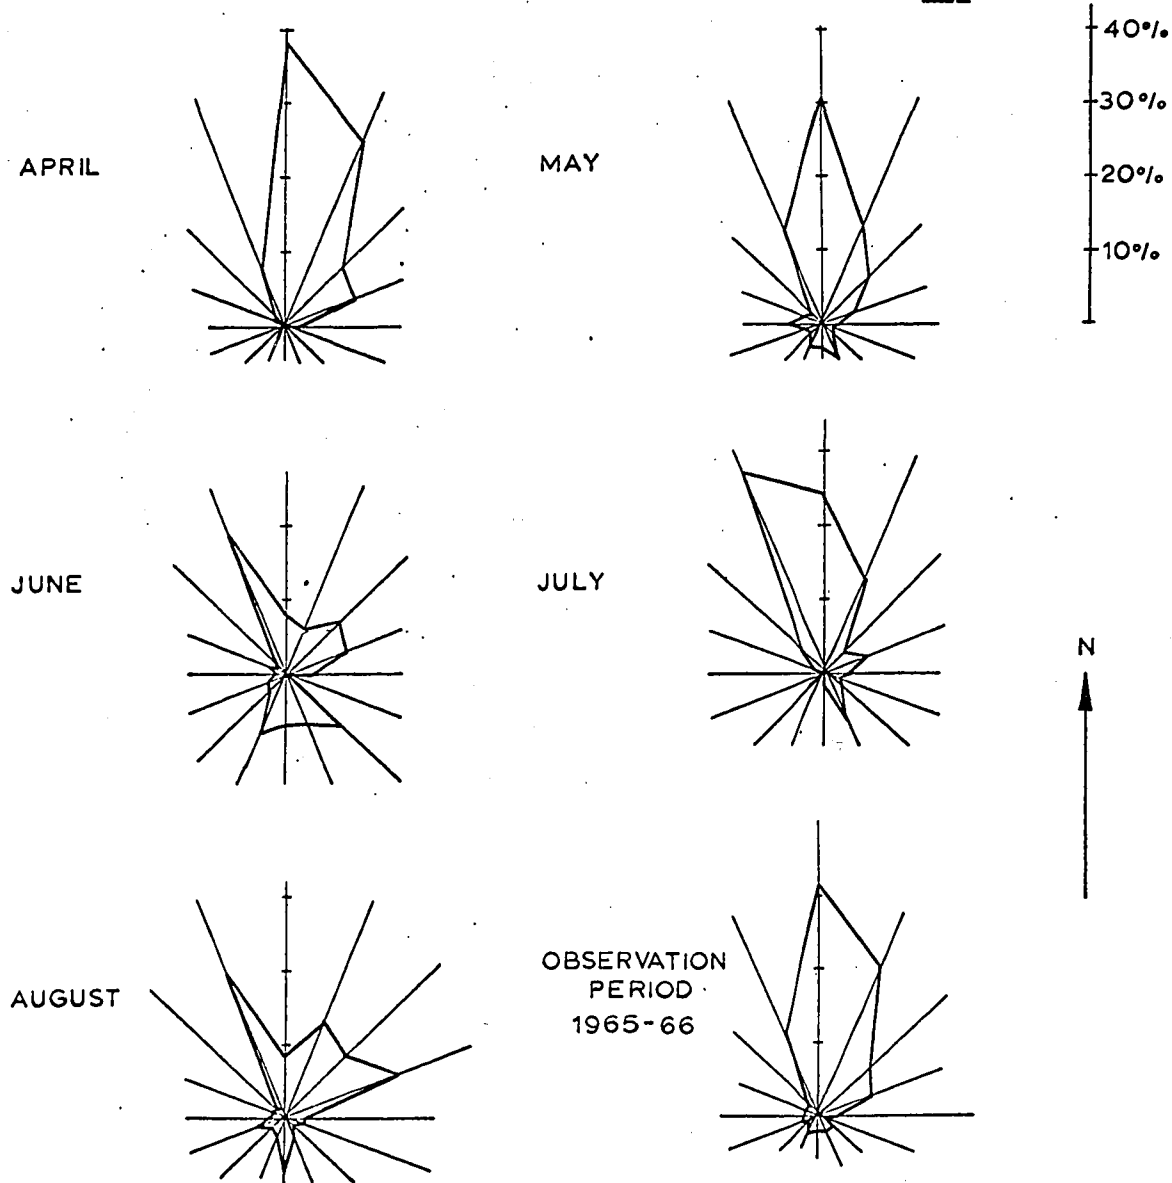 40%
30%
APRIL
MAY
20%
10%
JUNE
JULY
N
AUGUST
OBSERVATION
PERIOD
1965-66